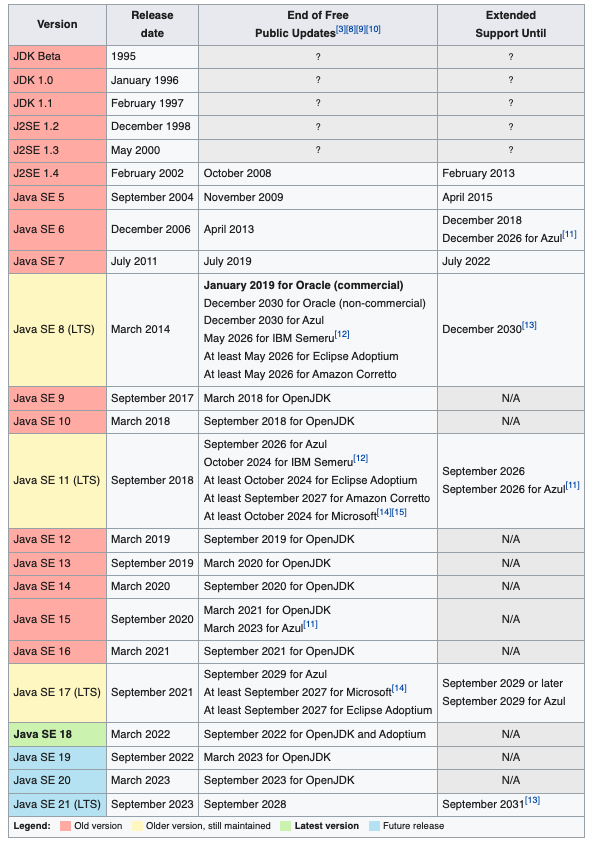 Version
Release
date
End of Free
Public Updates[3][8][9][10]
Extended
Support Until
JDK Beta 1995 ? ?
JDK 1.0 January 1996 ? ?
JDK 1.1 February 1997 ? ?
J2SE 1.2 December 1998 ? ?
J2SE 1.3 May 2000 ? ?
J2SE 1.4 February 2002 October 2008 February 2013
Java SE 5 September 2004 November 2009 April 2015
Java SE 6 December 2006 April 2013
December 2018
December 2026 for Azul[11]
Java SE 7 July 2011 July 2019 July 2022
Java SE 8 (LTS) March 2014
January 2019 for Oracle (commercial)
December 2030 for Oracle (non-commercial)
December 2030 for Azul
May 2026 for IBM Semeru[12]
At least May 2026 for Eclipse Adoptium
At least May 2026 for Amazon Corretto
December 2030[13]
Java SE 9 September 2017 March 2018 for OpenJDK N/A
Java SE 10 March 2018 September 2018 for OpenJDK N/A
Java SE 11 (LTS) September 2018
September 2026 for Azul
October 2024 for IBM Semeru[12]
At least October 2024 for Eclipse Adoptium
At least September 2027 for Amazon Corretto
At least October 2024 for Microsoft[14][15]
September 2026
September 2026 for Azul[11]
Java SE 12 March 2019 September 2019 for OpenJDK N/A
Java SE 13 September 2019 March 2020 for OpenJDK N/A
Java SE 14 March 2020 September 2020 for OpenJDK N/A
Java SE 15 September 2020
March 2021 for OpenJDK
March 2023 for Azul[11]
N/A
Java SE 16 March 2021 September 2021 for OpenJDK N/A
Java SE 17 (LTS) September 2021
September 2029 for Azul
At least September 2027 for Microsoft[14]
At least September 2027 for Eclipse Adoptium
September 2029 or later
September 2029 for Azul
Java SE 18 March 2022 September 2022 for OpenJDK and Adoptium N/A
Java SE 19 September 2022 March 2023 for OpenJDK N/A
Java SE 20 March 2023 September 2023 for OpenJDK N/A
Java SE 21 (LTS) September 2023 September 2028 September 2031[13]
Legend: Old version Older version, still maintained Latest version Future release